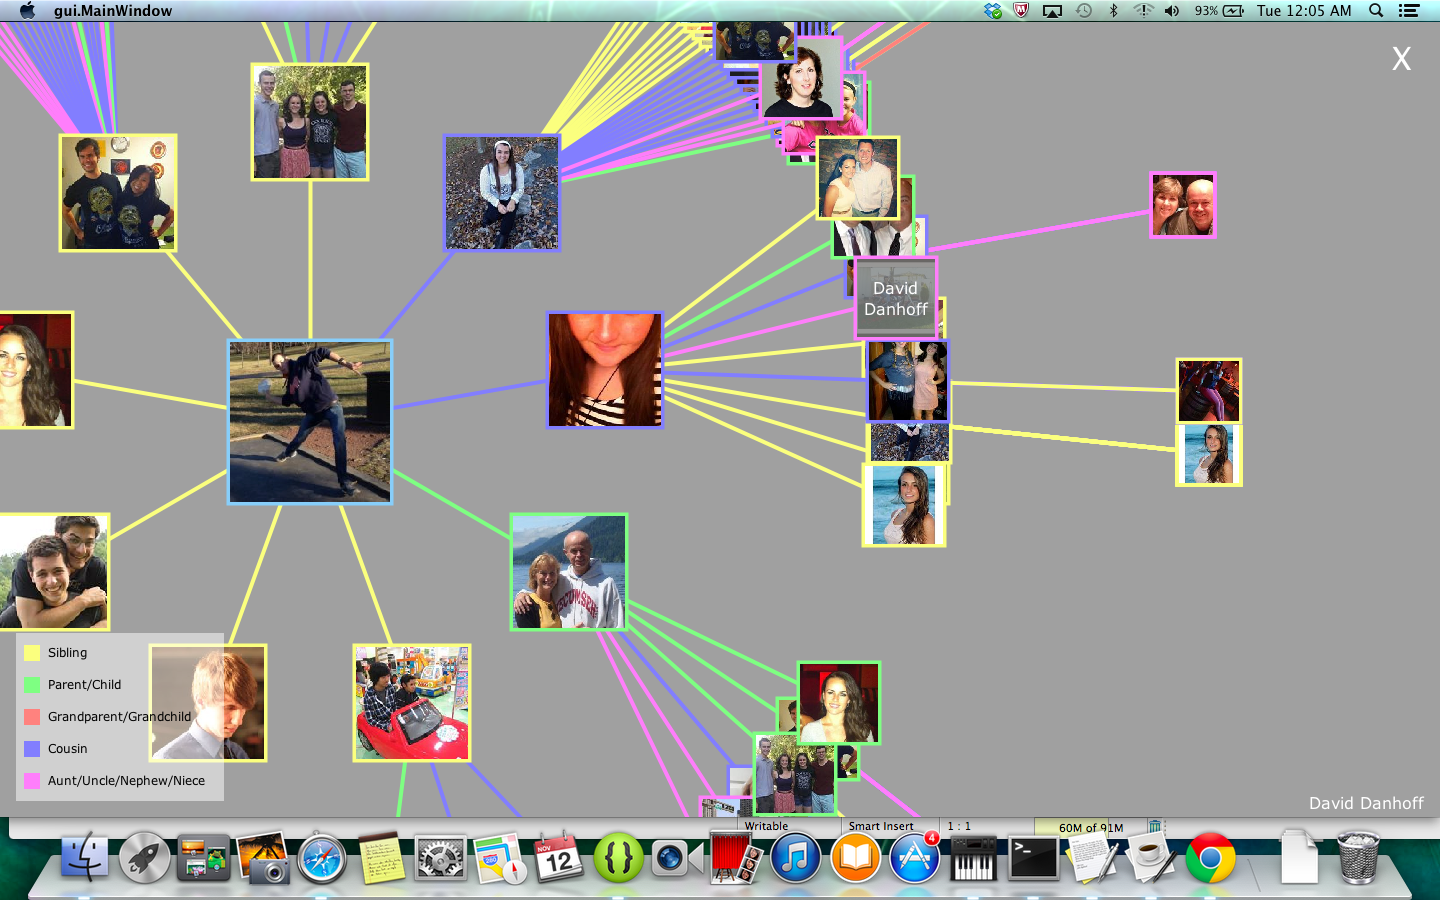 gui.MainWindow
93%
Tue 12:05 AM
X
David
Danhoff
Sibling
Parent/Child
Grandparent/Grandchild
Cousin
Aunt/Uncle/Nephew/Niece
David Danhoff
Writable
Smart Insert
1 : 1
60M of 91M
NOV
12
280
{ }
4
>_